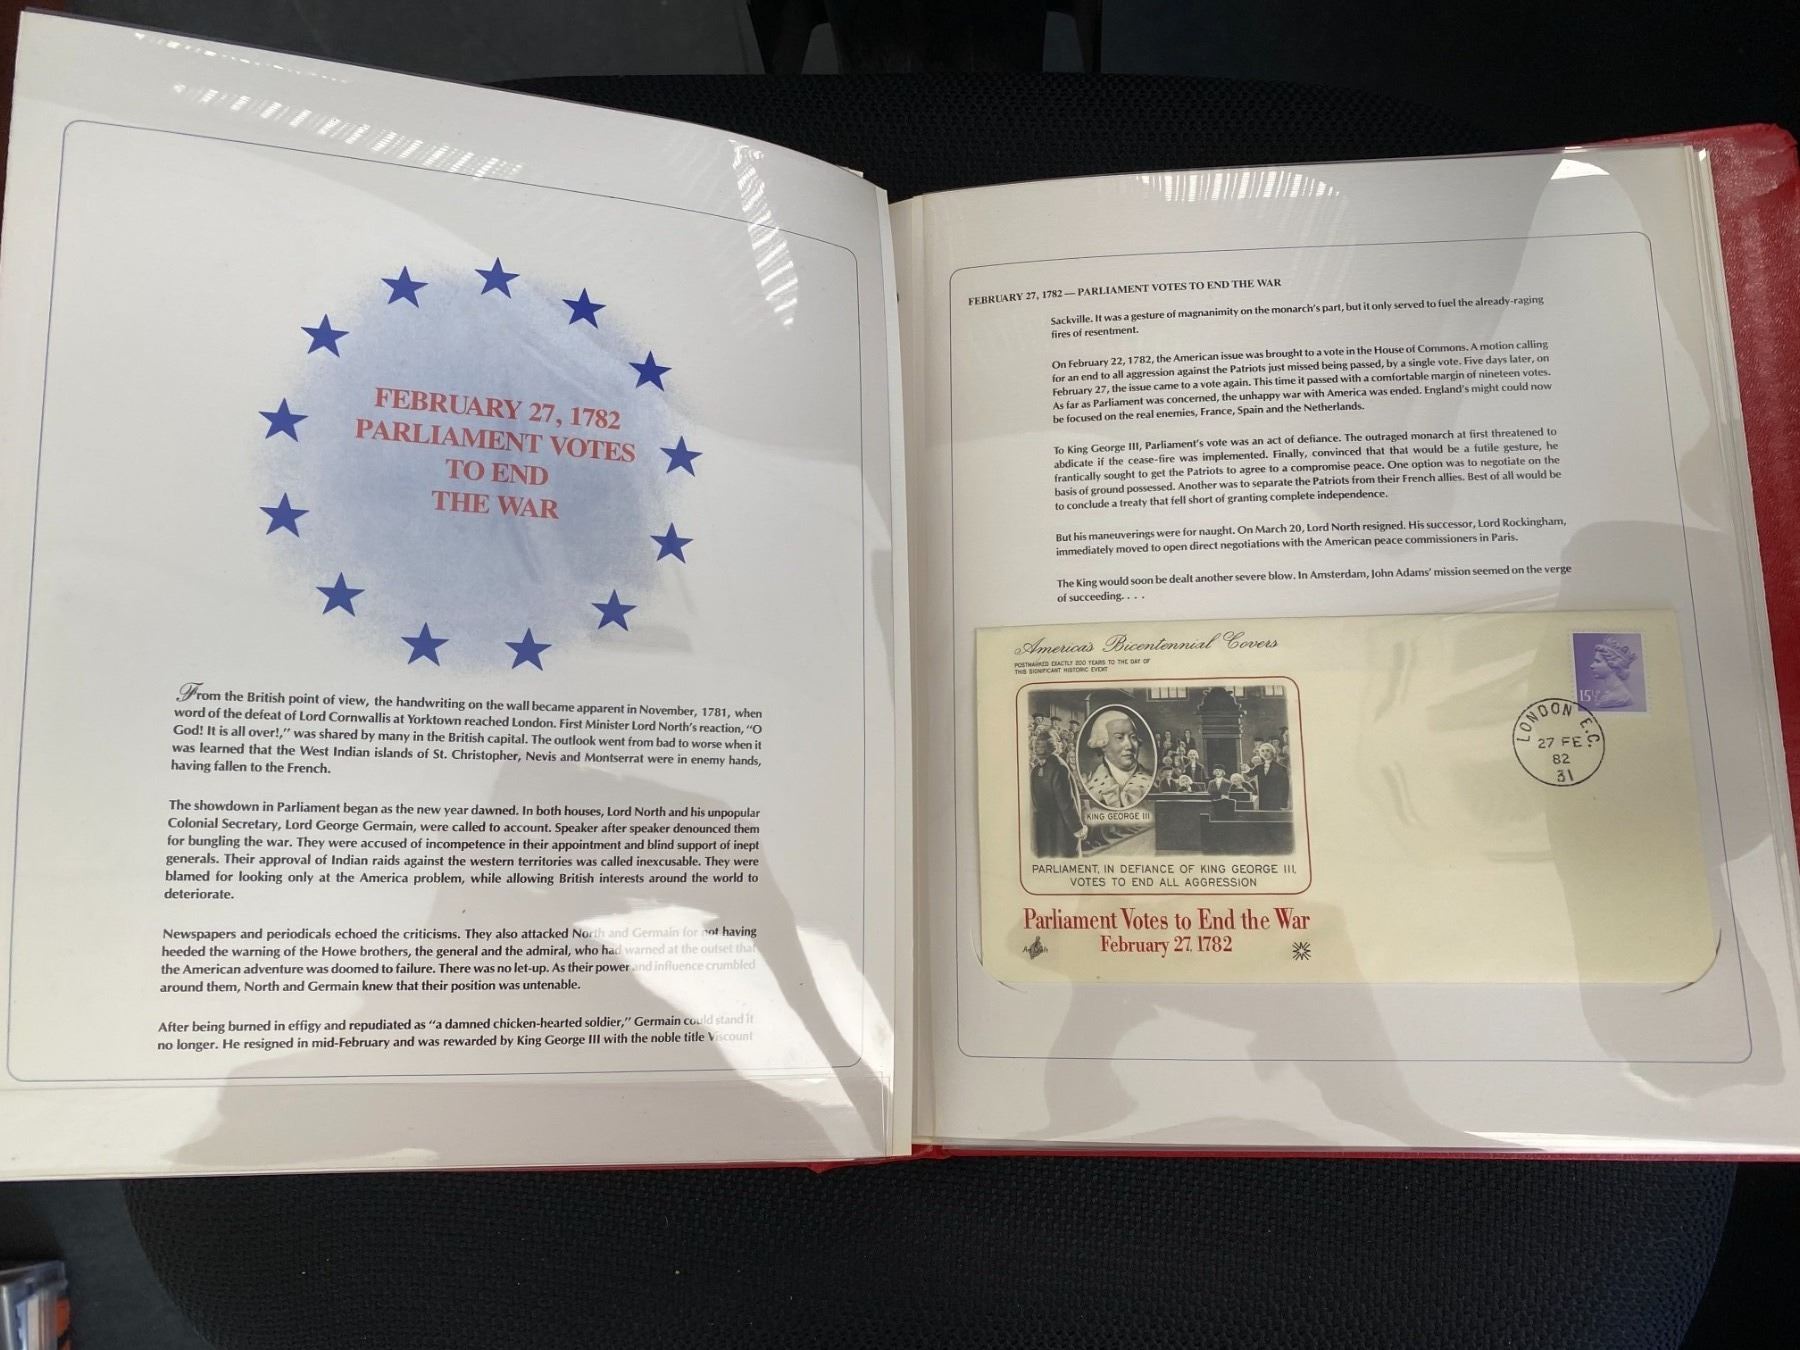 FEBRUARY 27, 1782
PARLIAMENT VOTES
TO END
THE WAR
From the British point of view, the handwriting on the wall became apparent in November, 1781, when
word of the defeat of Lord Cornwallis at Yorktown reached London. First Minister Lord North's reaction, "O
God! It is all over!," was shared by many in the British capital. The outlook went from bad to worse when it
was learned that the West Indian islands of St. Christopher, Nevis and Montserrat were in enemy hands,
having fallen to the French.
The showdown in Parliament began as the new year dawned. In both houses, Lord North and his unpopular
Colonial Secretary, Lord George Germain, were called to account. Speaker after speaker denounced them
for bungling the war. They were accused of incompetence in their appointment and blind support of inept
generals. Their approval of Indian raids against the western territories was called inexcusable. They were
blamed for looking only at the America problem, while allowing British interests around the world to
deteriorate.
Newspapers and periodicals echoed the criticisms. They also attacked North and Germain for not having
heeded the warning of the Howe brothers, the general and the admiral, who had warned at the outset that
the American adventure was doomed to failure. There was no let-up. As their power and influence crumbled
around them, North and Germain knew that their position was untenable.
After being burned in effigy and repudiated as "a damned chicken-hearted soldier," Germain could stand it
no longer. He resigned in mid-February and was rewarded by King George III with the noble title Viscount
FEBRUARY 27, 1782 — PARLIAMENT VOTES TO END THE WAR
Sackville. It was a gesture of magnanimity on the monarch's part, but it only served to fuel the already-raging
fires of resentment.
On February 22, 1782, the American issue was brought to a vote in the House of Commons. A motion calling
for an end to all aggression against the Patriots just missed being passed, by a single vote. Five days later, on
February 27, the issue came to a vote again. This time it passed with a comfortable margin of nineteen votes.
As far as Parliament was concerned, the unhappy war with America was ended. England's might could now
be focused on the real enemies, France, Spain and the Netherlands.
To King George III, Parliament's vote was an act of defiance. The outraged monarch at first threatened to
abdicate if the cease-fire was implemented. Finally, convinced that that would be a futile gesture, he
frantically sought to get the Patriots to agree to a compromise peace. One option was to negotiate on the
basis of ground possessed. Another was to separate the Patriots from their French allies. Best of all would be
to conclude a treaty that fell short of granting complete independence.
But his maneuverings were for naught. On March 20, Lord North resigned. His successor, Lord Rockingham,
immediately moved to open direct negotiations with the American peace commissioners in Paris.
The King would soon be dealt another severe blow. In Amsterdam, John Adams' mission seemed on the verge
of succeeding. . . .
America's Bicentennial Covers
POSTMARKED EXACTLY 200 YEARS TO THE DAY OF
THIS SIGNIFICANT HISTORIC EVENT
15½P
LONDON E.C.
27 FE
82
31
KING GEORGE III
PARLIAMENT, IN DEFIANCE OF KING GEORGE III,
VOTES TO END ALL AGGRESSION
Parliament Votes to End the War
February 27, 1782